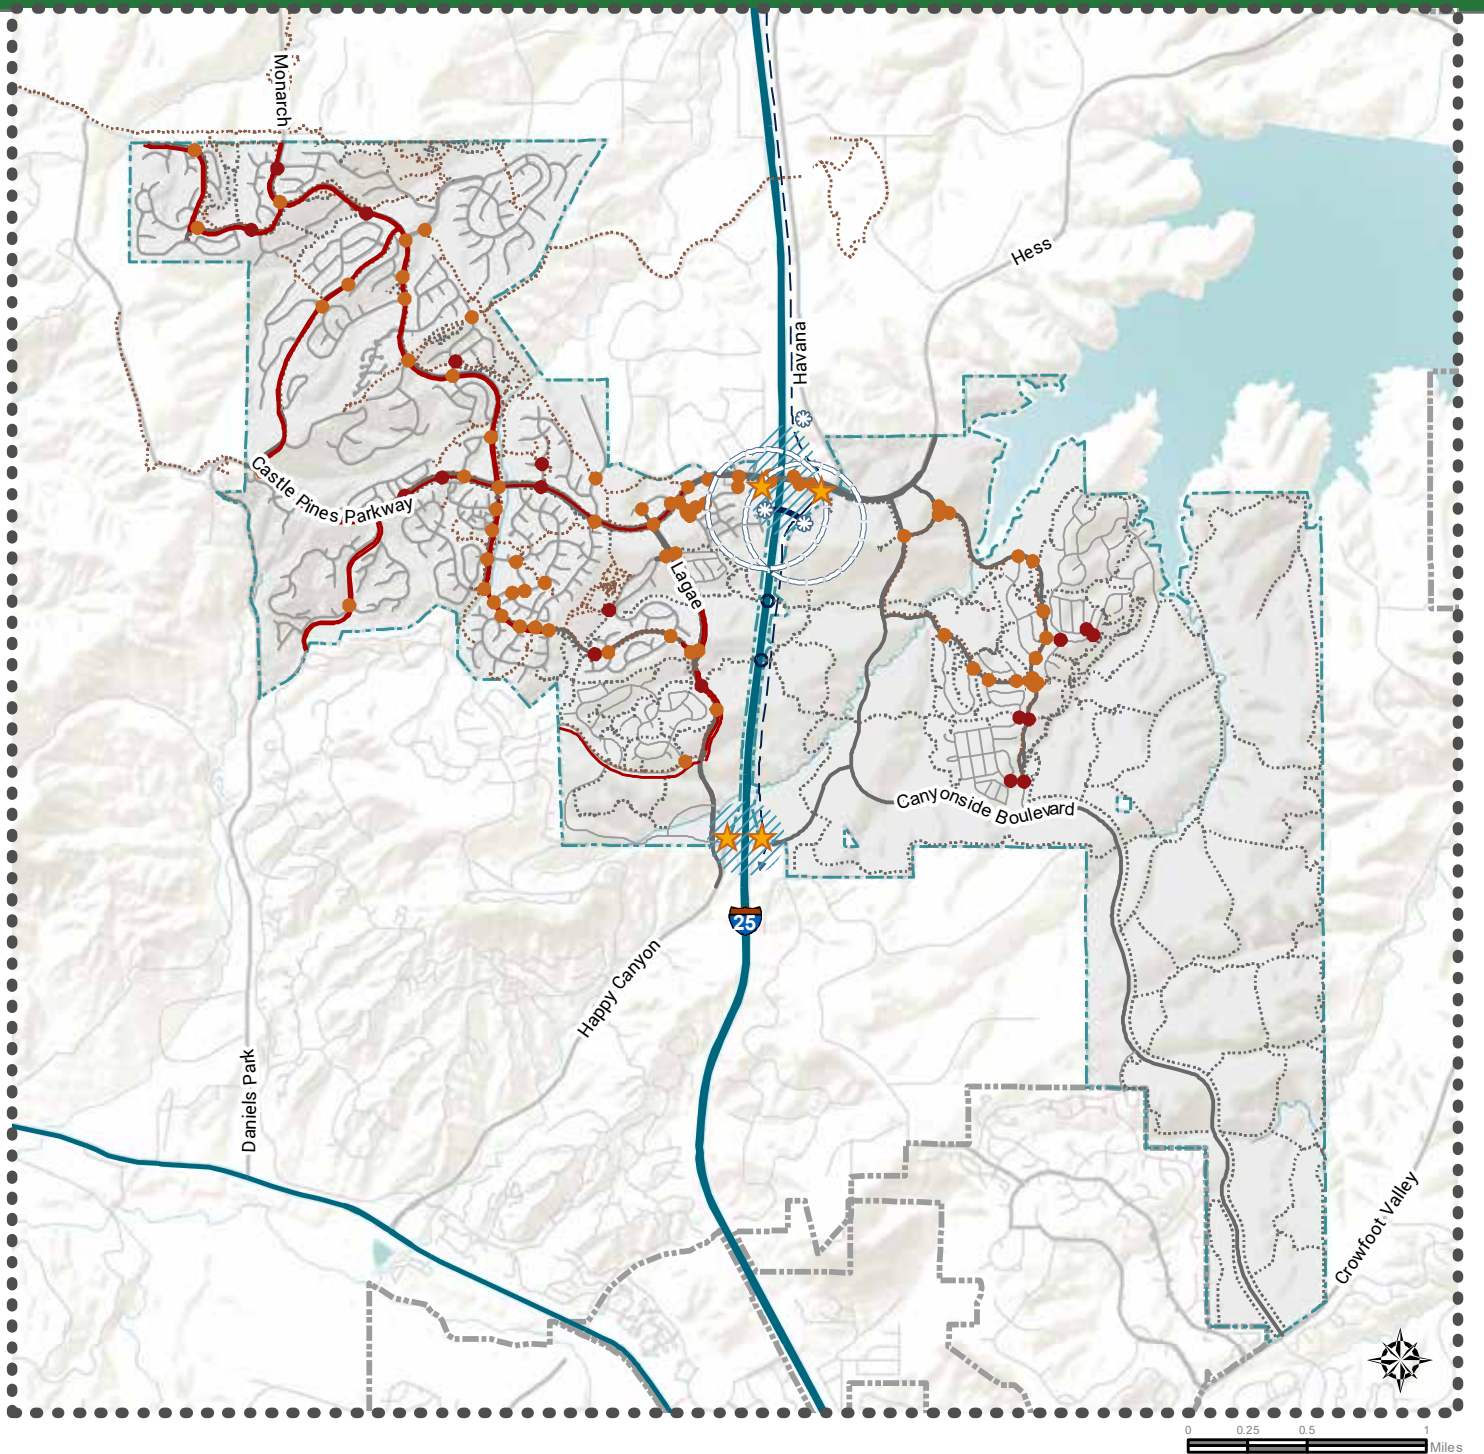 Monarch
Hess
Havana
Castle Pines Parkway
Lagae
Canyonside Boulevard
25
Happy Canyon
Daniels Park
Crowfoot Valley
0 0.25 0.5 1
Miles